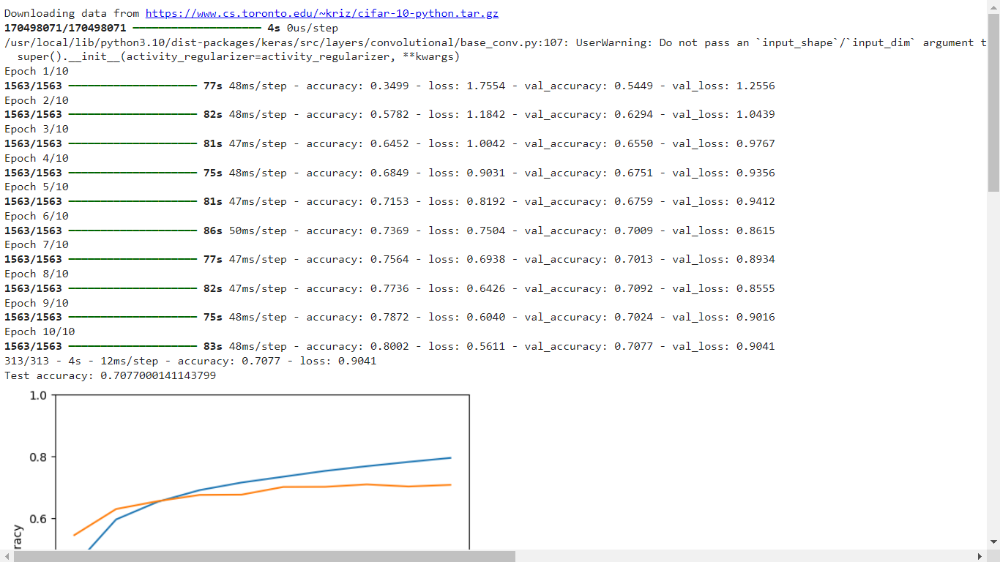 Downloading data from https://www.cs.toronto.edu/~kriz/cifar-10-python.tar.gz
170498071/170498071 ━━━━━━━━━━━━━━━━━━━━ 4s 0us/step
/usr/local/lib/python3.10/dist-packages/keras/src/layers/convolutional/base_conv.py:107: UserWarning: Do not pass an `input_shape`/`input_dim` argument t
  super().__init__(activity_regularizer=activity_regularizer, **kwargs)
Epoch 1/10
1563/1563 ━━━━━━━━━━━━━━━━━━━━ 77s 48ms/step - accuracy: 0.3499 - loss: 1.7554 - val_accuracy: 0.5449 - val_loss: 1.2556
Epoch 2/10
1563/1563 ━━━━━━━━━━━━━━━━━━━━ 82s 48ms/step - accuracy: 0.5782 - loss: 1.1842 - val_accuracy: 0.6294 - val_loss: 1.0439
Epoch 3/10
1563/1563 ━━━━━━━━━━━━━━━━━━━━ 81s 47ms/step - accuracy: 0.6452 - loss: 1.0042 - val_accuracy: 0.6550 - val_loss: 0.9767
Epoch 4/10
1563/1563 ━━━━━━━━━━━━━━━━━━━━ 75s 48ms/step - accuracy: 0.6849 - loss: 0.9031 - val_accuracy: 0.6751 - val_loss: 0.9356
Epoch 5/10
1563/1563 ━━━━━━━━━━━━━━━━━━━━ 81s 47ms/step - accuracy: 0.7153 - loss: 0.8192 - val_accuracy: 0.6759 - val_loss: 0.9412
Epoch 6/10
1563/1563 ━━━━━━━━━━━━━━━━━━━━ 86s 50ms/step - accuracy: 0.7369 - loss: 0.7504 - val_accuracy: 0.7009 - val_loss: 0.8615
Epoch 7/10
1563/1563 ━━━━━━━━━━━━━━━━━━━━ 77s 47ms/step - accuracy: 0.7564 - loss: 0.6938 - val_accuracy: 0.7013 - val_loss: 0.8934
Epoch 8/10
1563/1563 ━━━━━━━━━━━━━━━━━━━━ 82s 47ms/step - accuracy: 0.7736 - loss: 0.6426 - val_accuracy: 0.7092 - val_loss: 0.8555
Epoch 9/10
1563/1563 ━━━━━━━━━━━━━━━━━━━━ 75s 48ms/step - accuracy: 0.7872 - loss: 0.6040 - val_accuracy: 0.7024 - val_loss: 0.9016
Epoch 10/10
1563/1563 ━━━━━━━━━━━━━━━━━━━━ 83s 48ms/step - accuracy: 0.8002 - loss: 0.5611 - val_accuracy: 0.7077 - val_loss: 0.9041
313/313 - 4s - 12ms/step - accuracy: 0.7077 - loss: 0.9041
Test accuracy: 0.7077000141143799
1.0
0.8
0.6
racy